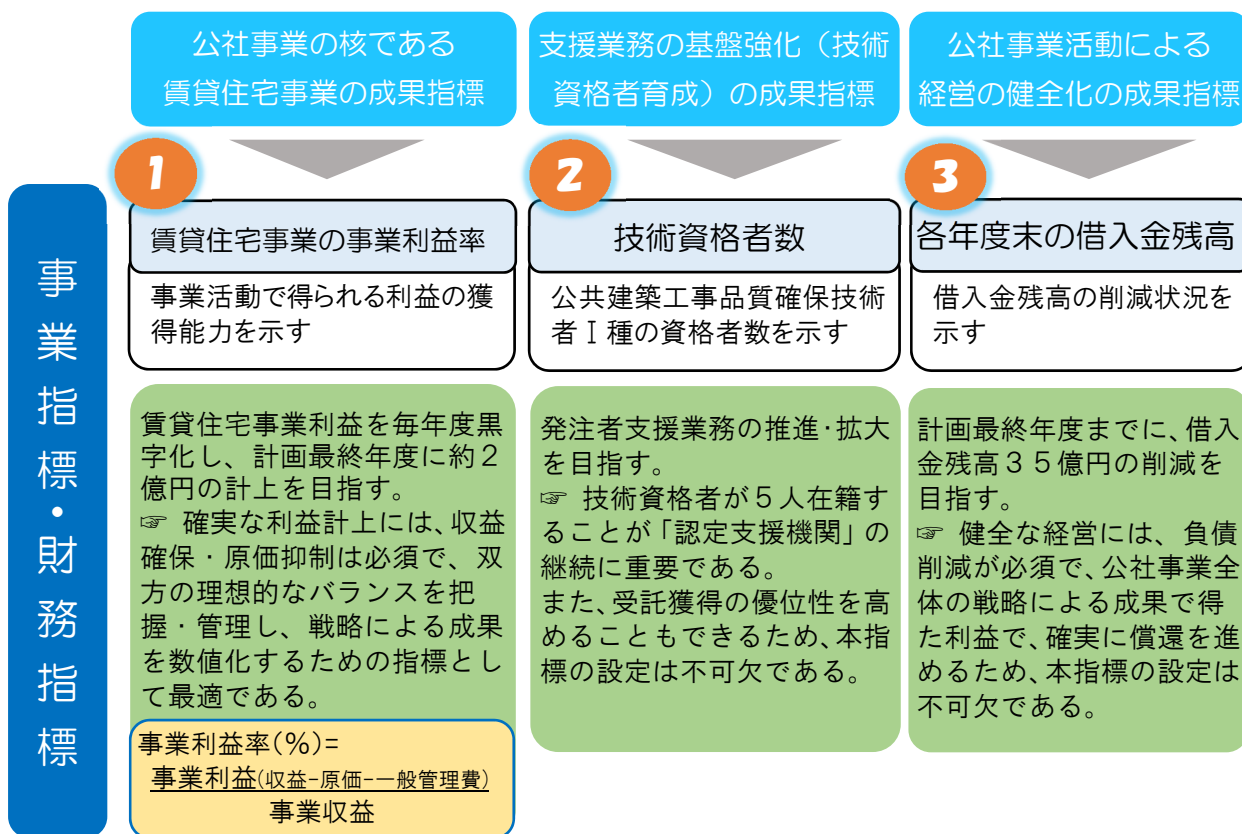 公社事業の核である
賃貸住宅事業の成果指標
支援業務の基盤強化（技術
資格者育成）の成果指標
公社事業活動による
経営の健全化の成果指標
事業指標・財務指標
1
賃貸住宅事業の事業利益率
事業活動で得られる利益の獲
得能力を示す
賃貸住宅事業利益を毎年度黒
字化し、計画最終年度に約２
億円の計上を目指す。
☞ 確実な利益計上には、収益
確保・原価抑制は必須で、双
方の理想的なバランスを把
握・管理し、戦略による成果
を数値化するための指標とし
て最適である。
事業利益率(%)=
事業利益(収益-原価-一般管理費)
事業収益
2
技術資格者数
公共建築工事品質確保技術
者Ⅰ種の資格者数を示す
発注者支援業務の推進・拡大
を目指す。
☞ 技術資格者が５人在籍す
ることが「認定支援機関」の
継続に重要である。
また、受託獲得の優位性を高
めることもできるため、本指
標の設定は不可欠である。
3
各年度末の借入金残高
借入金残高の削減状況を
示す
計画最終年度までに、借入
金残高３５億円の削減を
目指す。
☞ 健全な経営には、負債
削減が必須で、公社事業全
体の戦略による成果で得
た利益で、確実に償還を進
めるため、本指標の設定は
不可欠である。